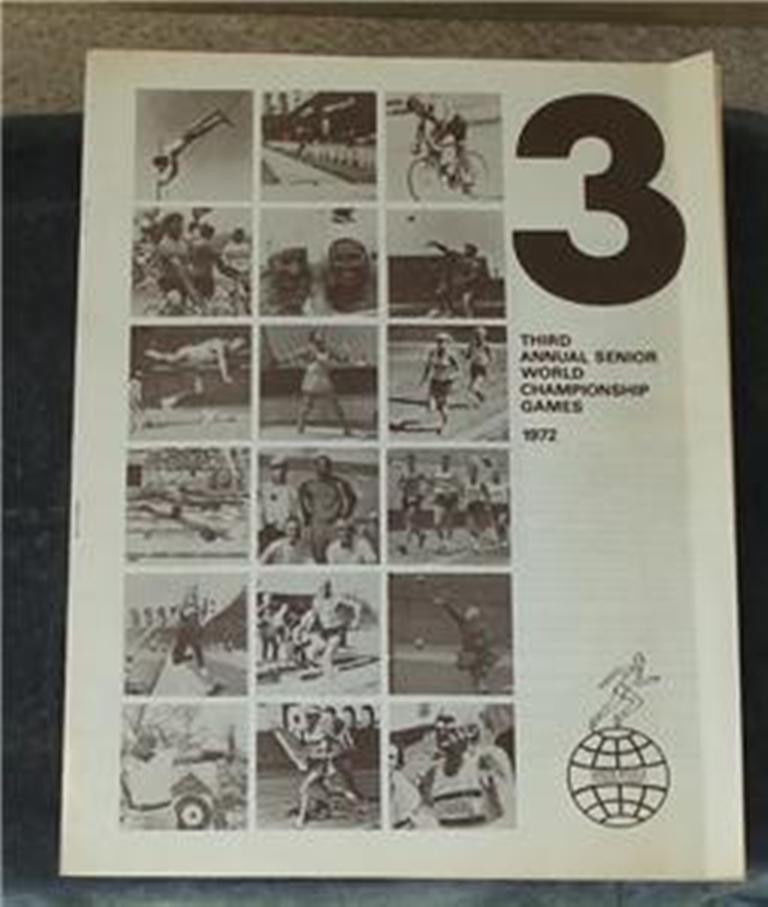 3
THIRD
ANNUAL SENIOR
WORLD
CHAMPIONSHIP
GAMES
1972